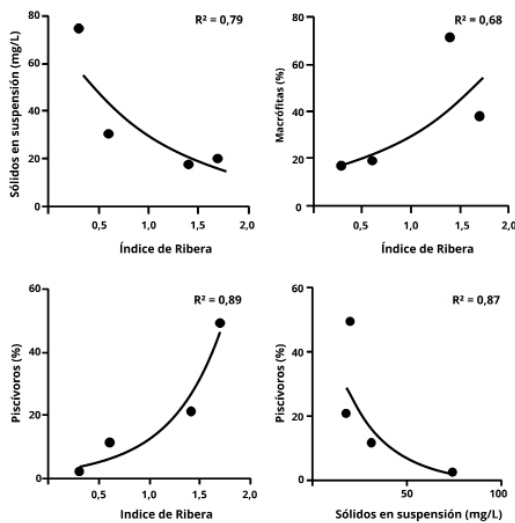 R² = 0,79
Sólidos en suspensión (mg/L)
80
60
40
20
0
0,5 1,0 1,5 2,0
Índice de Ribera
R² = 0,68
Macrófitas (%)
80
60
40
20
0
0,5 1,0 1,5 2,0
Índice de Ribera
R² = 0,89
Piscívoros (%)
60
40
20
0
0,5 1,0 1,5 2,0
Indice de Ribera
R² = 0,87
Piscívoros (%)
60
40
20
0
50 100
Sólidos en suspensión (mg/L)